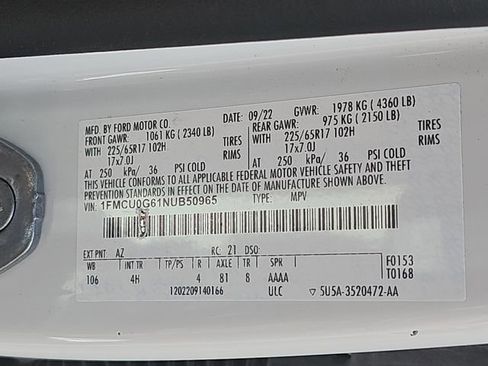 MFD. BY FORD MOTOR CO.
DATE: 09/22 GVWR: 1978 KG ( 4360 LB)
FRONT GAWR: 1061 KG ( 2340 LB)
REAR GAWR: 975 KG ( 2150 LB)
WITH 225/65R17 102H TIRES
WITH 225/65R17 102H TIRES
17x7.0J RIMS
17x7.0J RIMS
AT 250 kPa/ 36 PSI COLD
AT 250 kPa/ 36 PSI COLD
THIS VEHICLE CONFORMS TO ALL APPLICABLE FEDERAL MOTOR VEHICLE SAFETY AND THEFT
PREVENTION STANDARDS IN EFFECT ON THE DATE OF MANUFACTURE SHOWN ABOVE.
VIN: 1FMCU0G61NUB50965
TYPE: MPV
EXT PNT: AZ RC: 21 DSO:
WB INT TR TP/PS R AXLE TR SPR
106 4H 4 81 8 AAAA
F0153
T0168
1202209140166 ULC ▽ 5U5A-3520472-AA